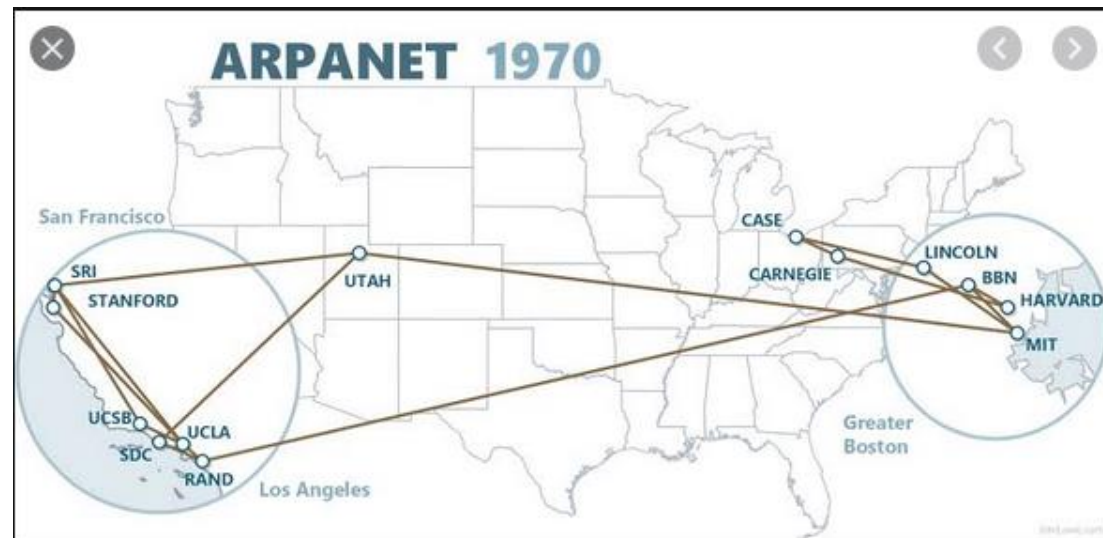 ARPANET 1970
San Francisco
SRI
STANFORD
UTAH
CASE
CARNEGIE
LINCOLN
BBN
HARVARD
MIT
UCSB
UCLA
SDC
RAND
Los Angeles
Greater
Boston